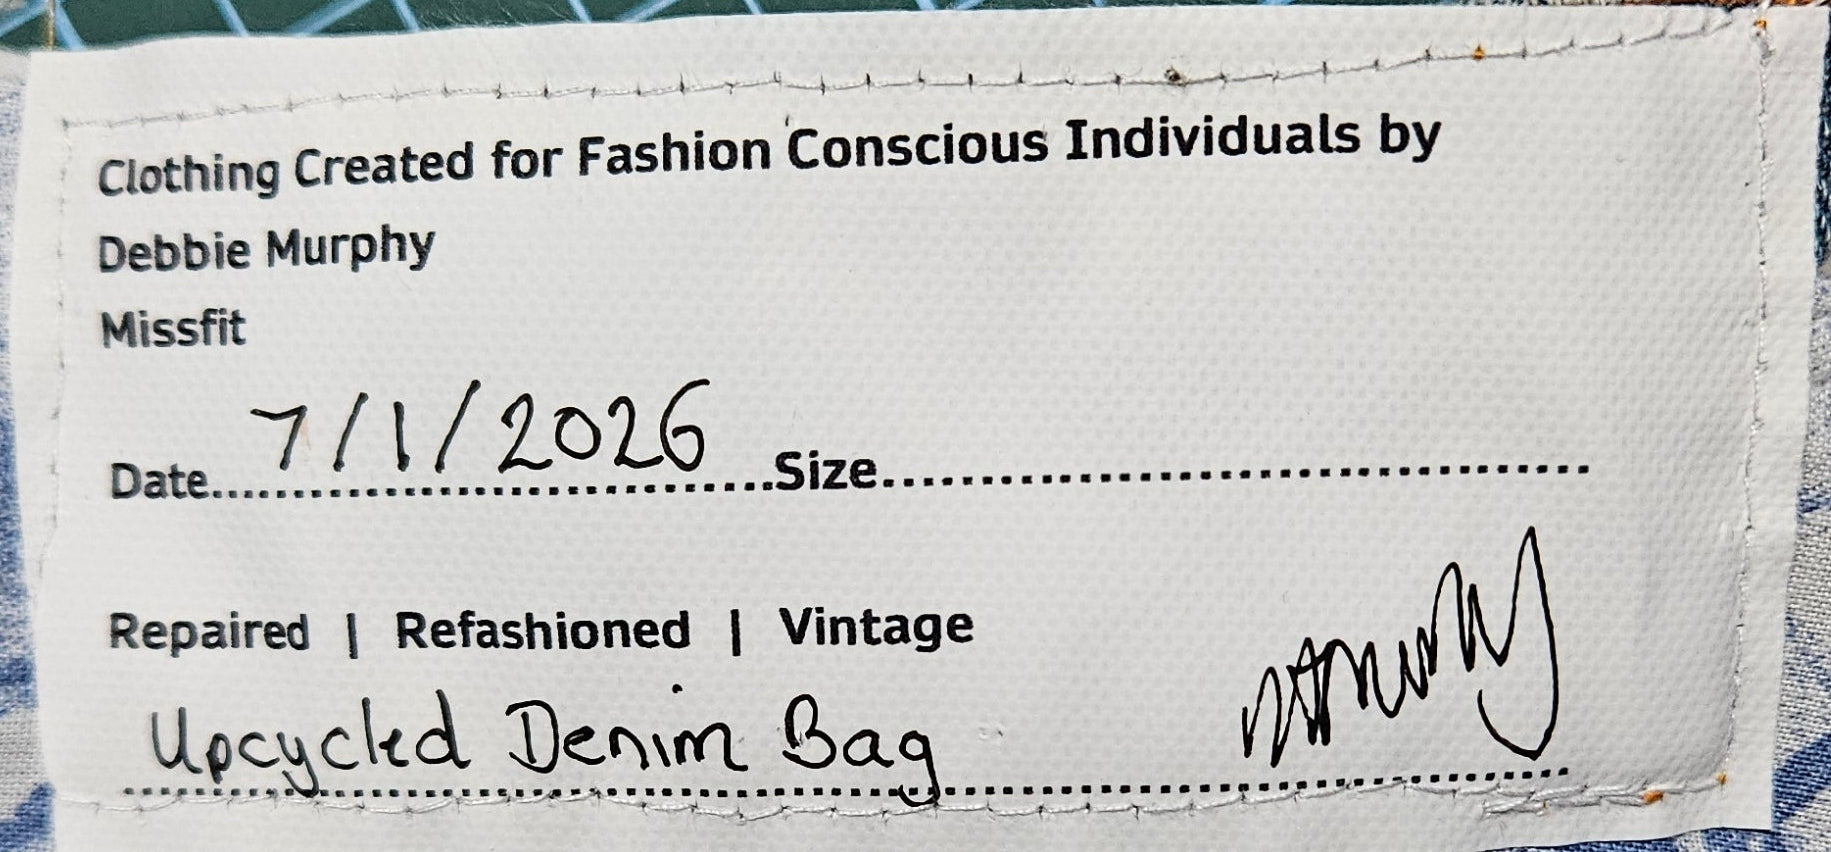 Clothing Created for Fashion Conscious Individuals by
Debbie Murphy
Missfit
Date 7/1/2026 Size
Repaired | Refashioned | Vintage
Upcycled Denim Bag